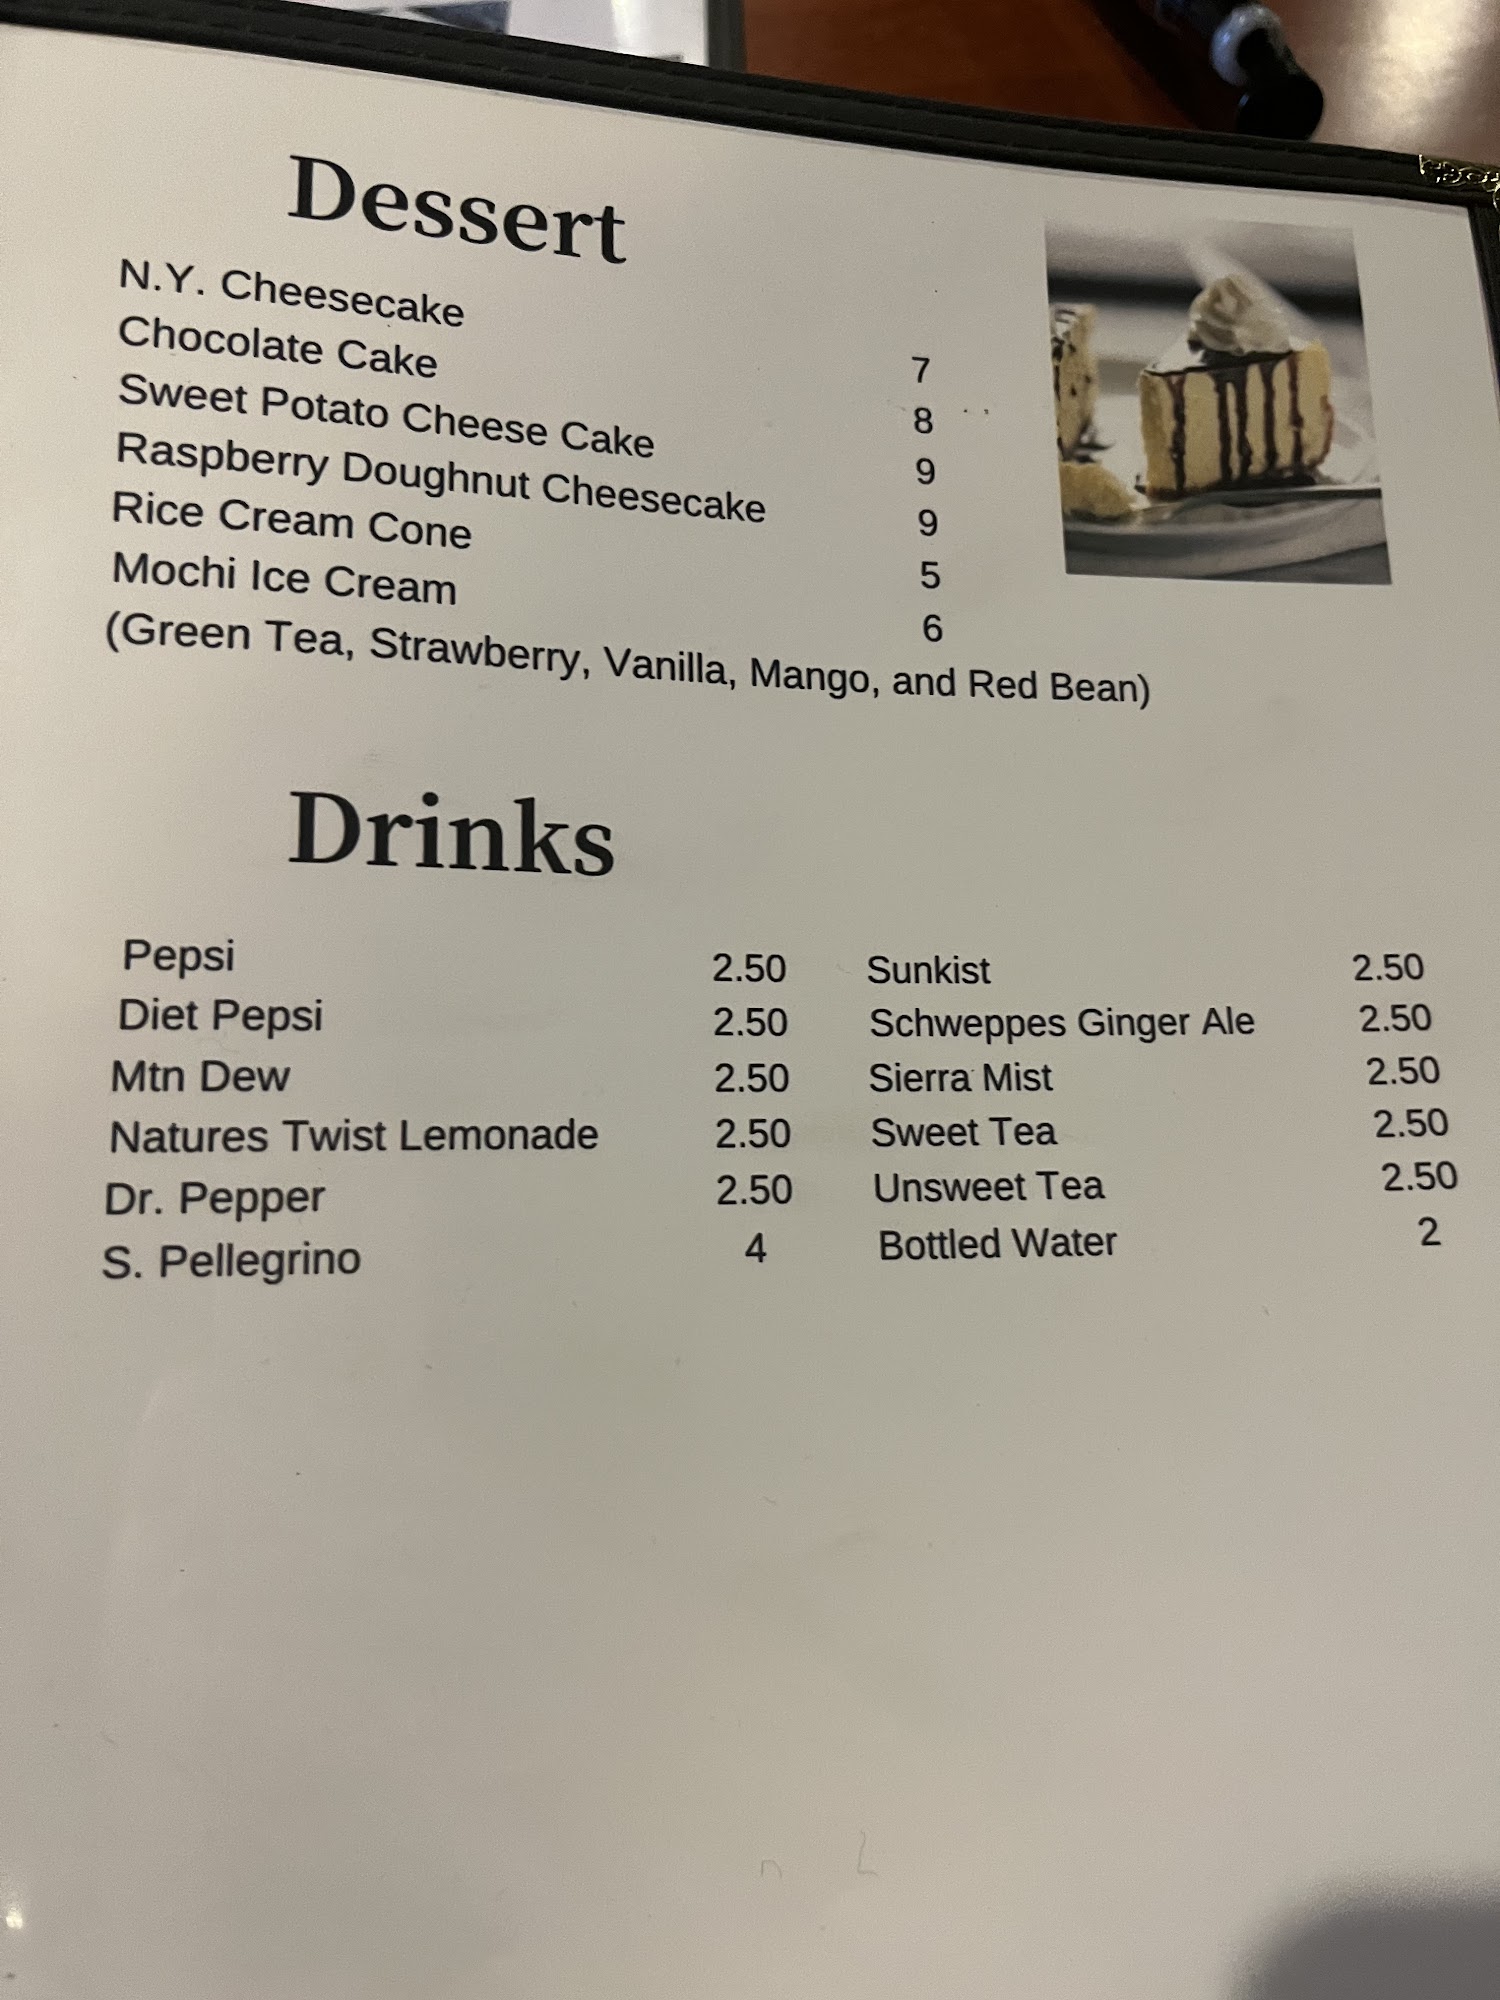 Dessert
N.Y. Cheesecake 7
Chocolate Cake 8
Sweet Potato Cheese Cake 9
Raspberry Doughnut Cheesecake 9
Rice Cream Cone 5
Mochi Ice Cream 6
(Green Tea, Strawberry, Vanilla, Mango, and Red Bean)
Drinks
Pepsi 2.50 Sunkist 2.50
Diet Pepsi 2.50 Schweppes Ginger Ale 2.50
Mtn Dew 2.50 Sierra Mist 2.50
Natures Twist Lemonade 2.50 Sweet Tea 2.50
Dr. Pepper 2.50 Unsweet Tea 2.50
S. Pellegrino 4 Bottled Water 2